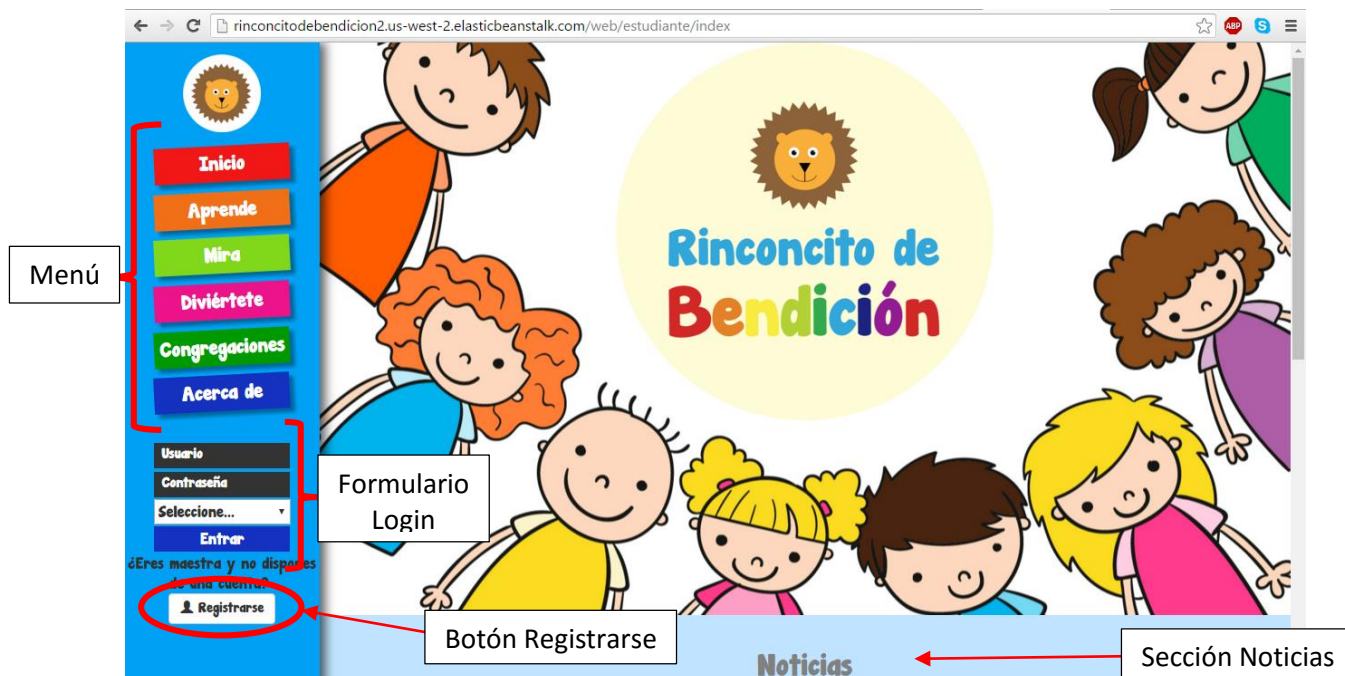 rinconcitodebendicion2.us-west-2.elasticbeanstalk.com/web/estudiante/index
ABP
S
Inicio
Aprende
Mira
Diviértete
Congregaciones
Acerca de
Menú
Usuario
Contraseña
Seleccione...
Entrar
¿Eres maestra y no dispones
de una cuenta?
Registrarse
Formulario
Login
Botón Registrarse
Rinconcito de
Bendición
Noticias
Sección Noticias